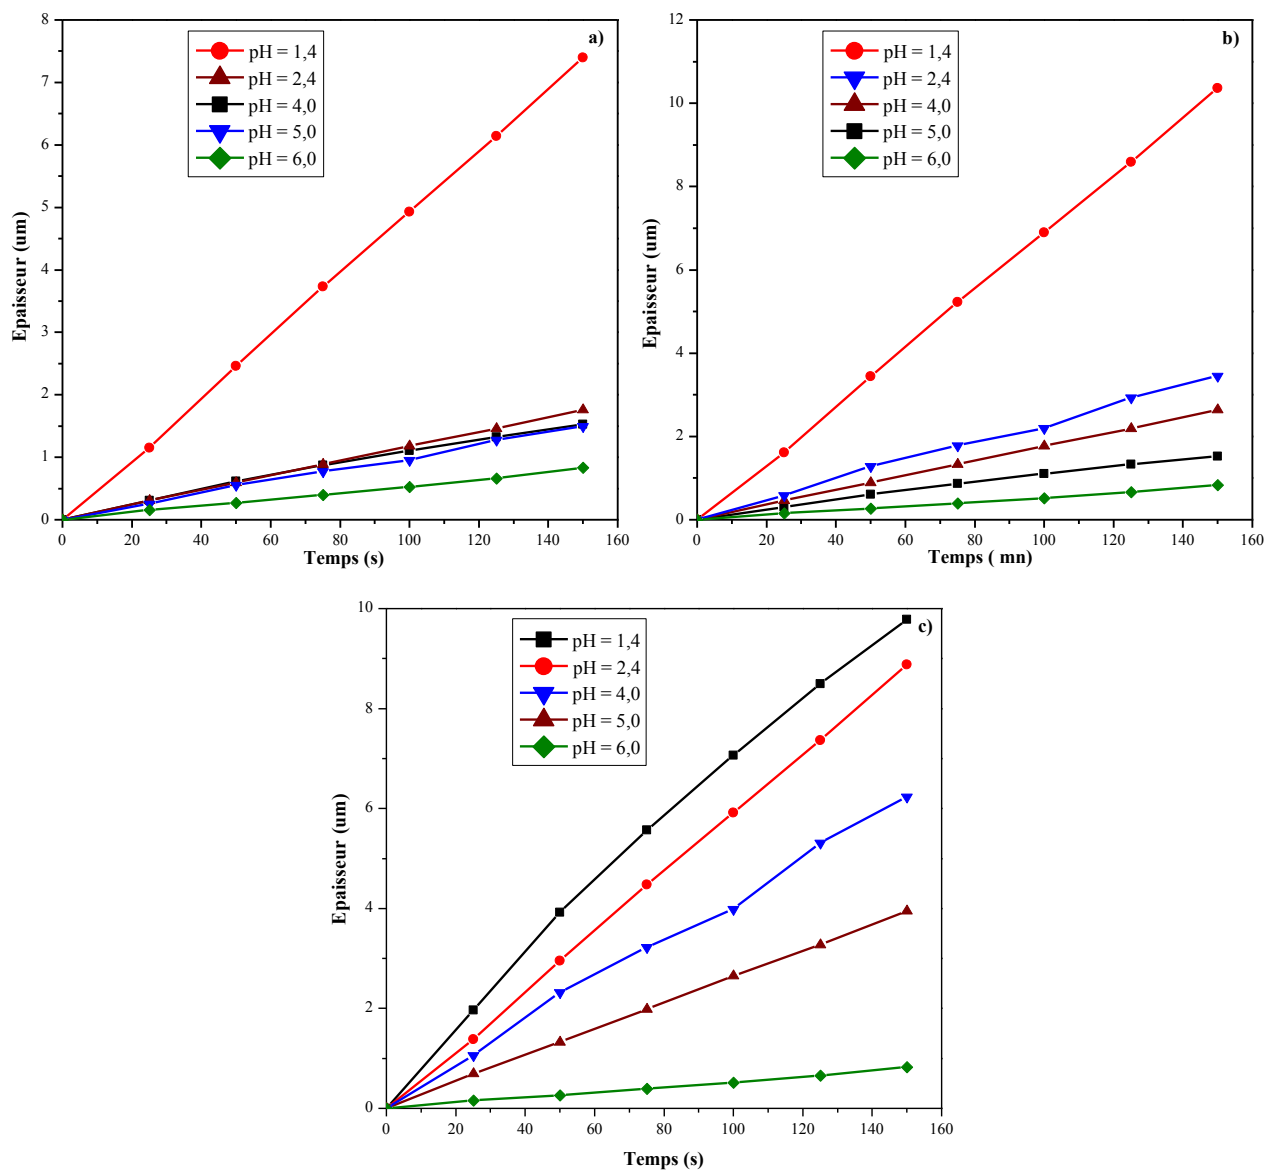 a)
pH = 1,4
pH = 2,4
pH = 4,0
pH = 5,0
pH = 6,0
Epaisseur (um)
8
7
6
5
4
3
2
1
0
0 20 40 60 80 100 120 140 160
Temps (s)
b)
pH = 1,4
pH = 2,4
pH = 4,0
pH = 5,0
pH = 6,0
Epaisseur (um)
12
10
8
6
4
2
0
0 20 40 60 80 100 120 140 160
Temps ( mn)
c)
pH = 1,4
pH = 2,4
pH = 4,0
pH = 5,0
pH = 6,0
Epaisseur (um)
10
8
6
4
2
0
0 20 40 60 80 100 120 140 160
Temps (s)